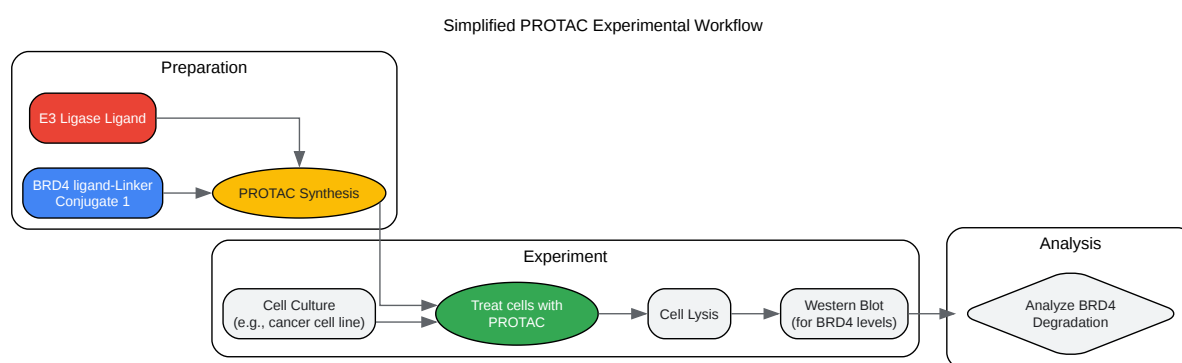 Simplified PROTAC Experimental Workflow
Preparation
E3 Ligase Ligand
BRD4 ligand-Linker
Conjugate 1
PROTAC Synthesis
Experiment
Cell Culture
(e.g., cancer cell line)
Treat cells with
PROTAC
Cell Lysis
Western Blot
(for BRD4 levels)
Analysis
Analyze BRD4
Degradation